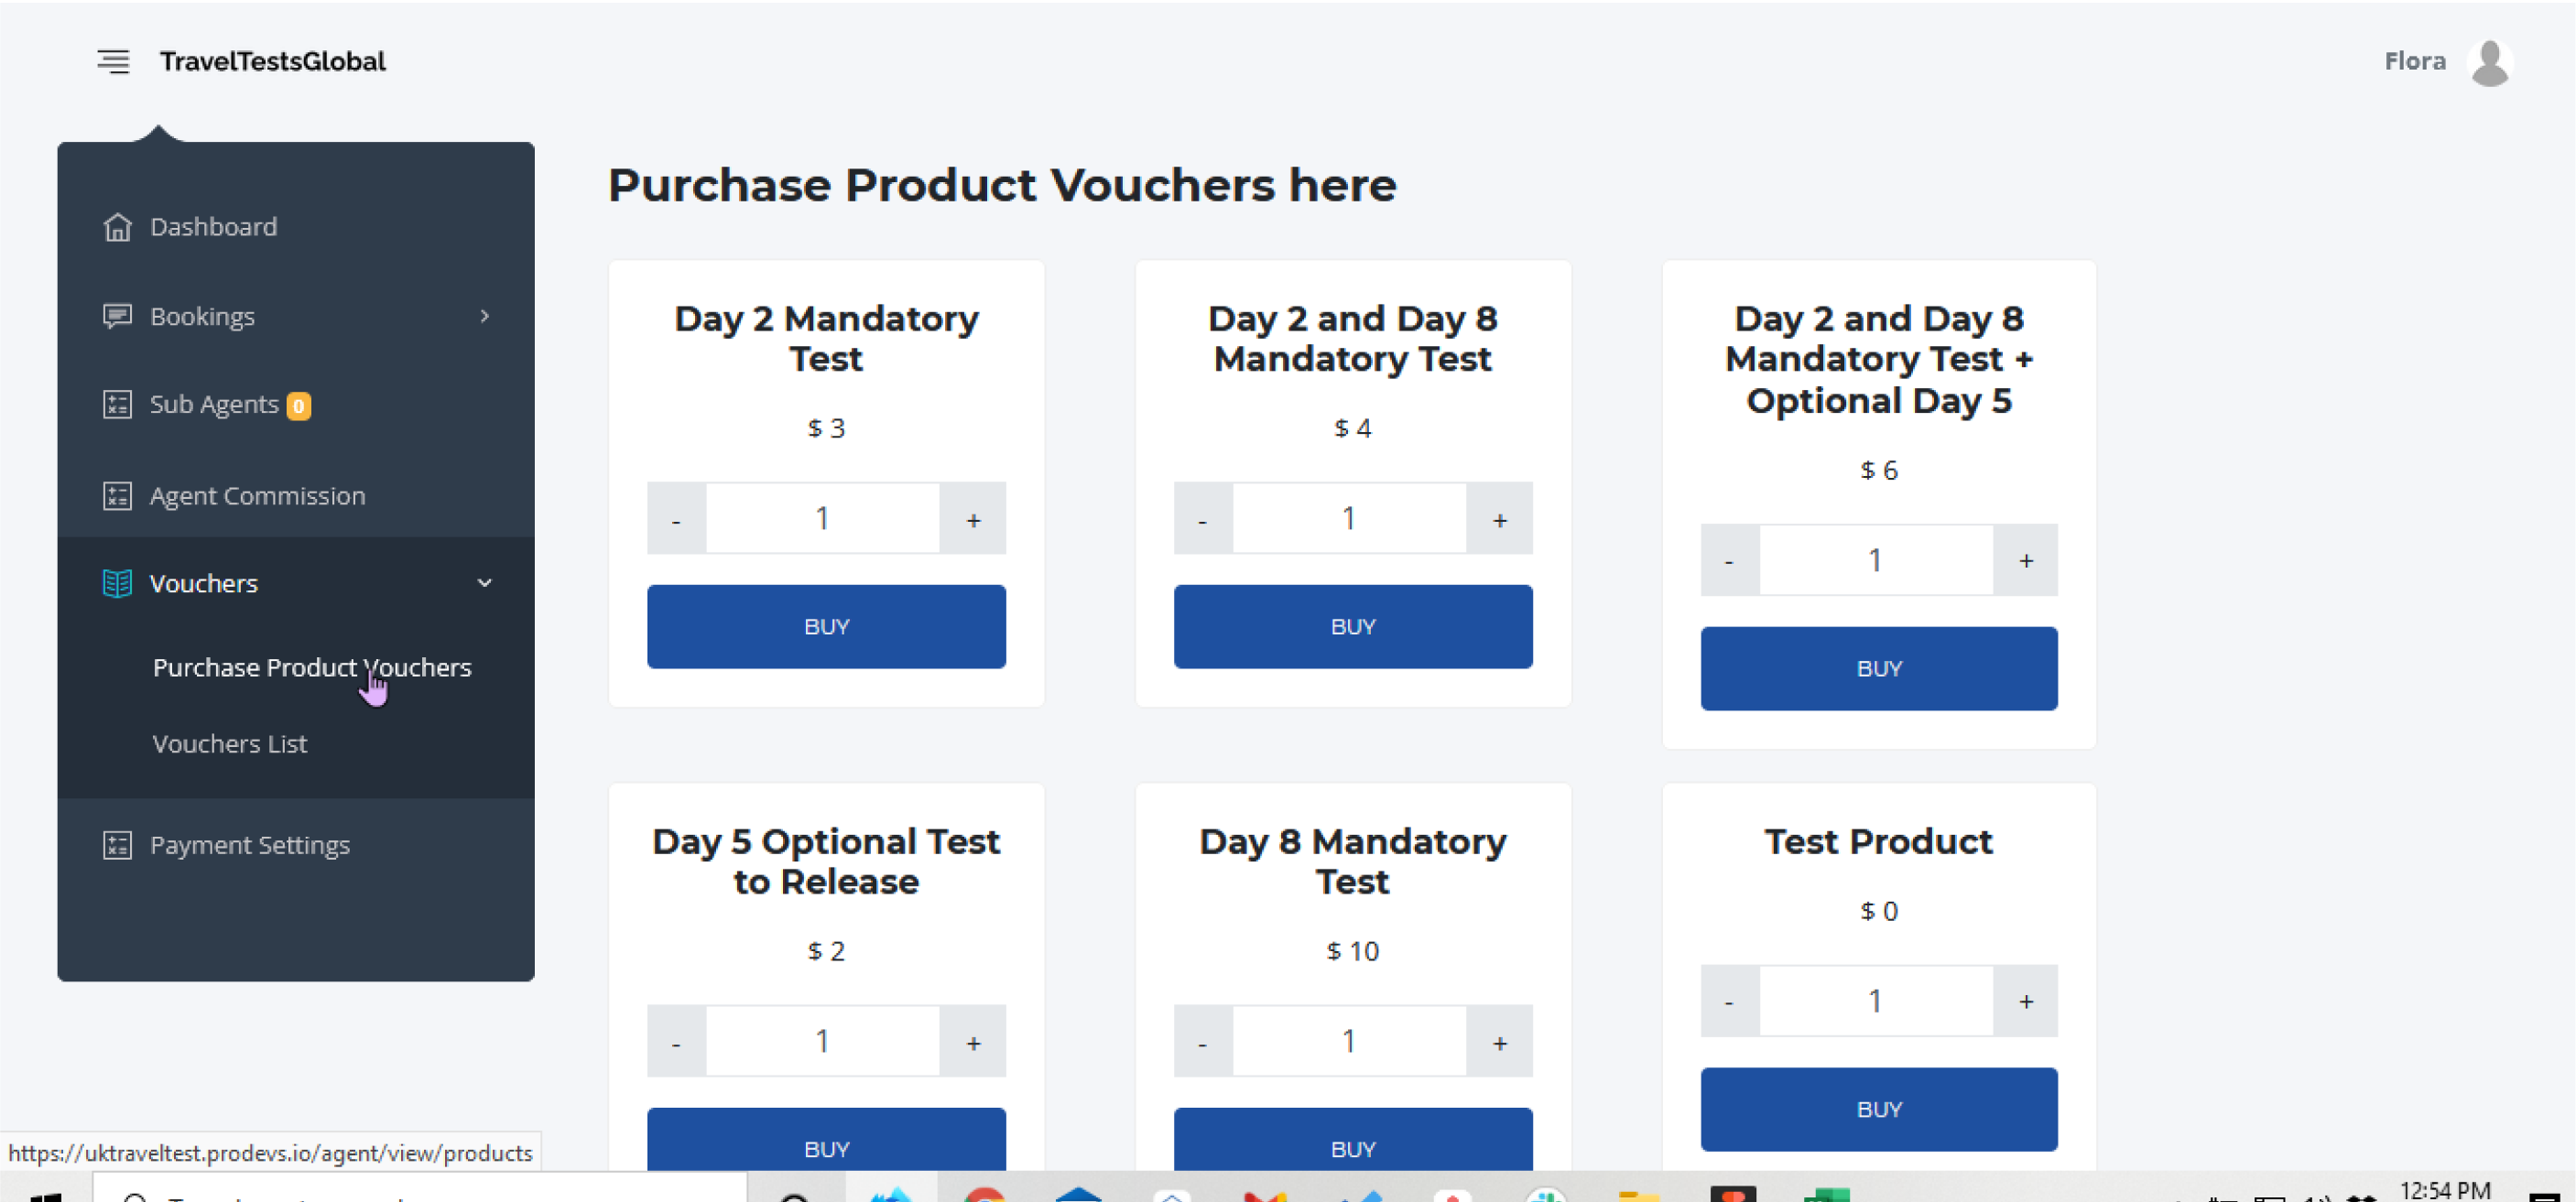 TravelTestsGlobal
Flora
Dashboard
Bookings
Sub Agents 0
Agent Commission
Vouchers
Purchase Product Vouchers
Vouchers List
Payment Settings
Purchase Product Vouchers here
Day 2 Mandatory
Test
$ 3
- 1 +
BUY
Day 2 and Day 8
Mandatory Test
$ 4
- 1 +
BUY
Day 2 and Day 8
Mandatory Test +
Optional Day 5
$ 6
- 1 +
BUY
Day 5 Optional Test
to Release
$ 2
- 1 +
BUY
Day 8 Mandatory
Test
$ 10
- 1 +
BUY
Test Product
$ 0
- 1 +
BUY
https://uktraveltest.prodevs.io/agent/view/products
12:54 PM